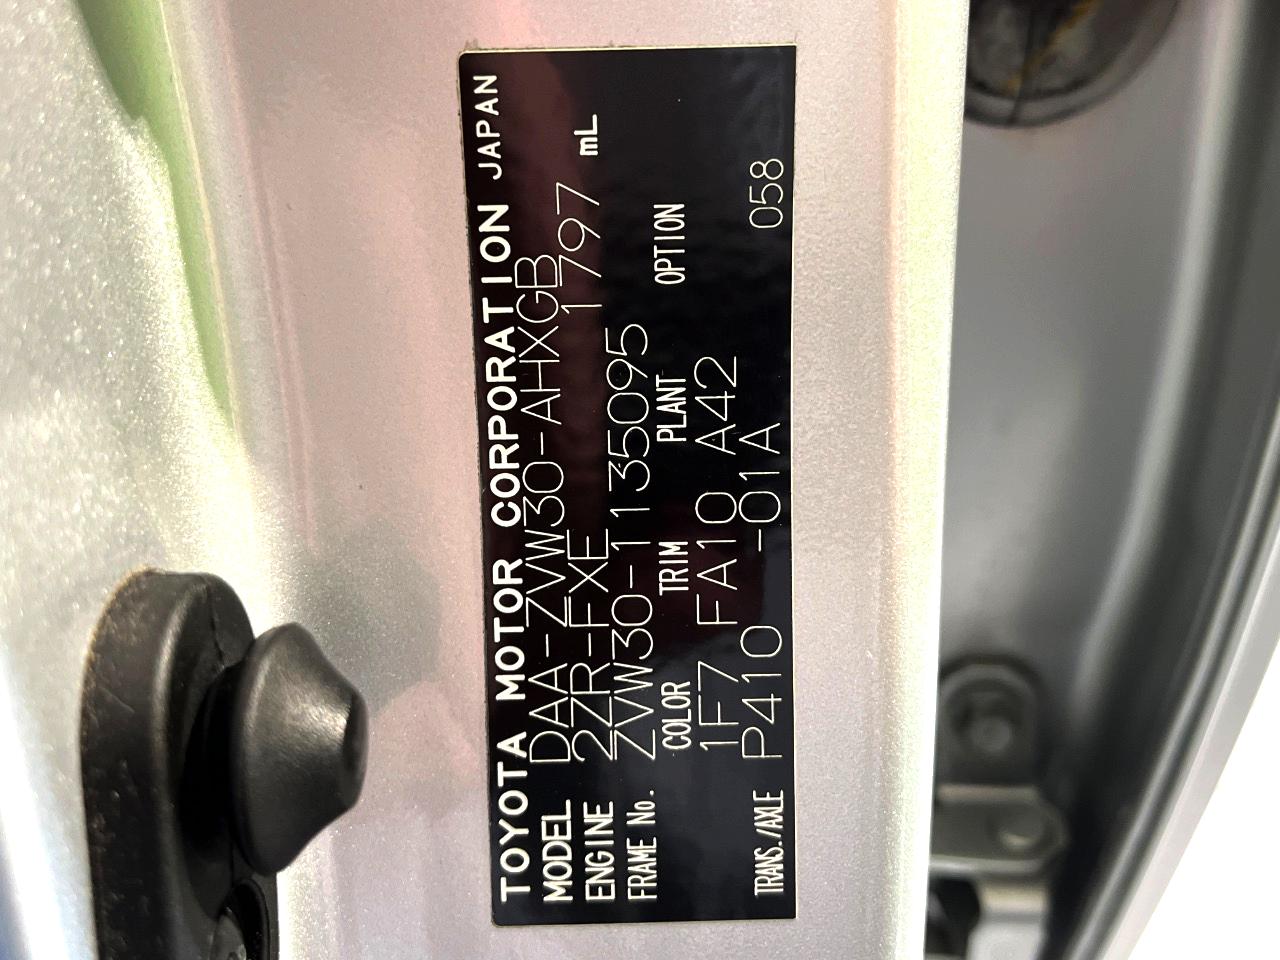 TOYOTA MOTOR CORPORATION JAPAN
MODEL DAA-ZVW30-AHXGB
ENGINE 2ZR-FXE 1797 mL
FRAME No. ZVW30-1135095
COLOR TRIM PLANT OPTION
1F7 FA10 A42
TRANS./AXLE P410 -01A 058